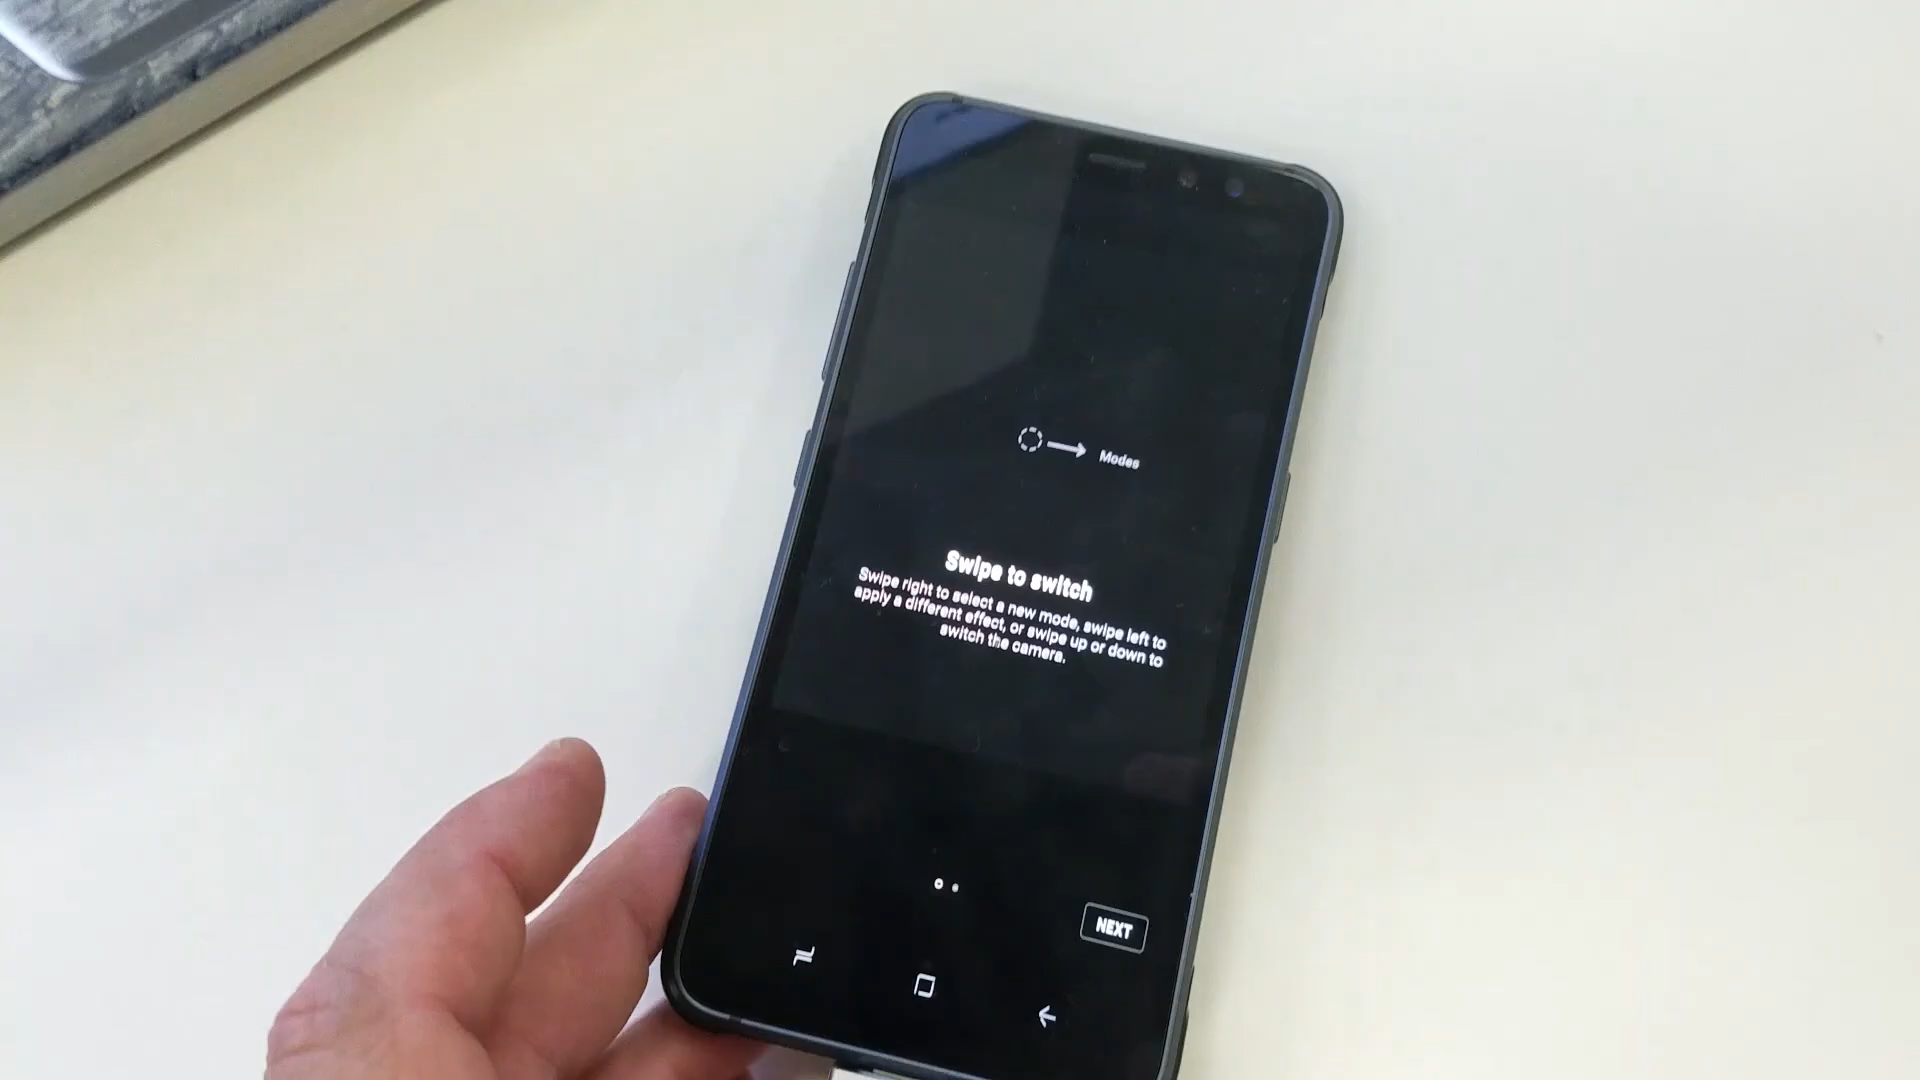 Modes
Swipe to switch
Swipe right to select a new mode, swipe left to
apply a different effect, or swipe up or down to
switch the camera.
NEXT